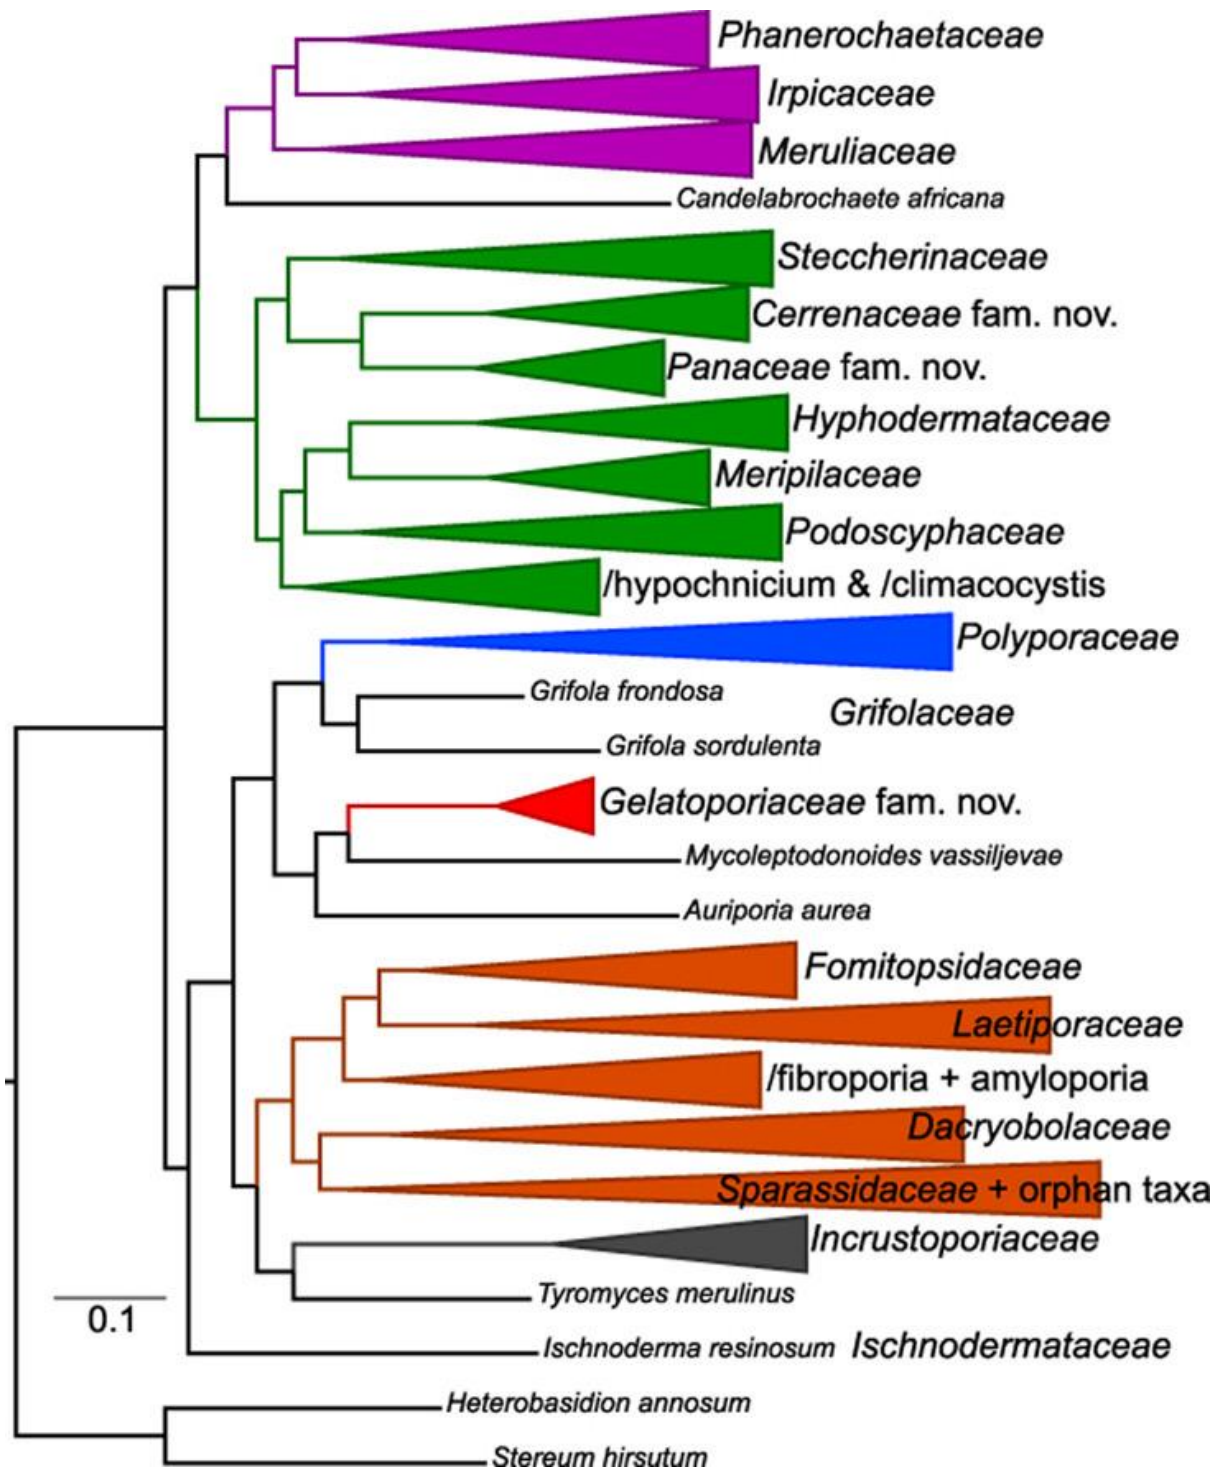 Phanerochaetaceae
Irpicaceae
Meruliaceae
Candelabrochaete africana
Steccherinaceae
Cerrenaceae fam. nov.
Panaceae fam. nov.
Hyphodermataceae
Meripilaceae
Podoscyphaceae
/hypochnicium & /climacocystis
Polyporaceae
Grifola frondosa
Grifolaceae
Grifola sordulenta
Gelatoporiaceae fam. nov.
Mycoleptodonoides vassiljevae
Auriporia aurea
Fomitopsidaceae
Laetiporaceae
/fibroporia + amyloporia
Dacryobolaceae
Sparassidaceae + orphan taxa
Incrustoporiaceae
Tyromyces merulinus
0.1
Ischnoderma resinosum Ischnodermataceae
Heterobasidion annosum
Stereum hirsutum